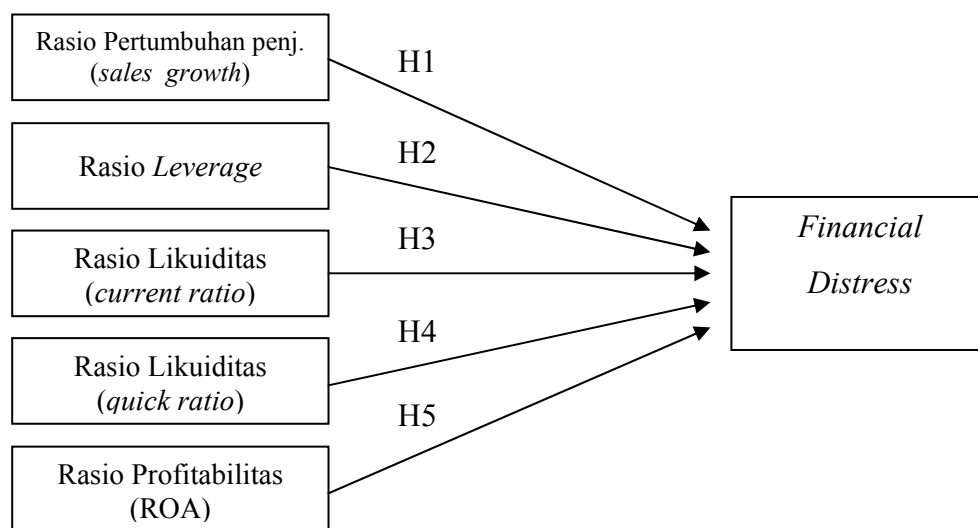 Rasio Pertumbuhan penj.
(sales growth)
H1
Rasio Leverage
H2
Rasio Likuiditas
(current ratio)
H3
Rasio Likuiditas
(quick ratio)
H4
Rasio Profitabilitas
(ROA)
H5
Financial
Distress